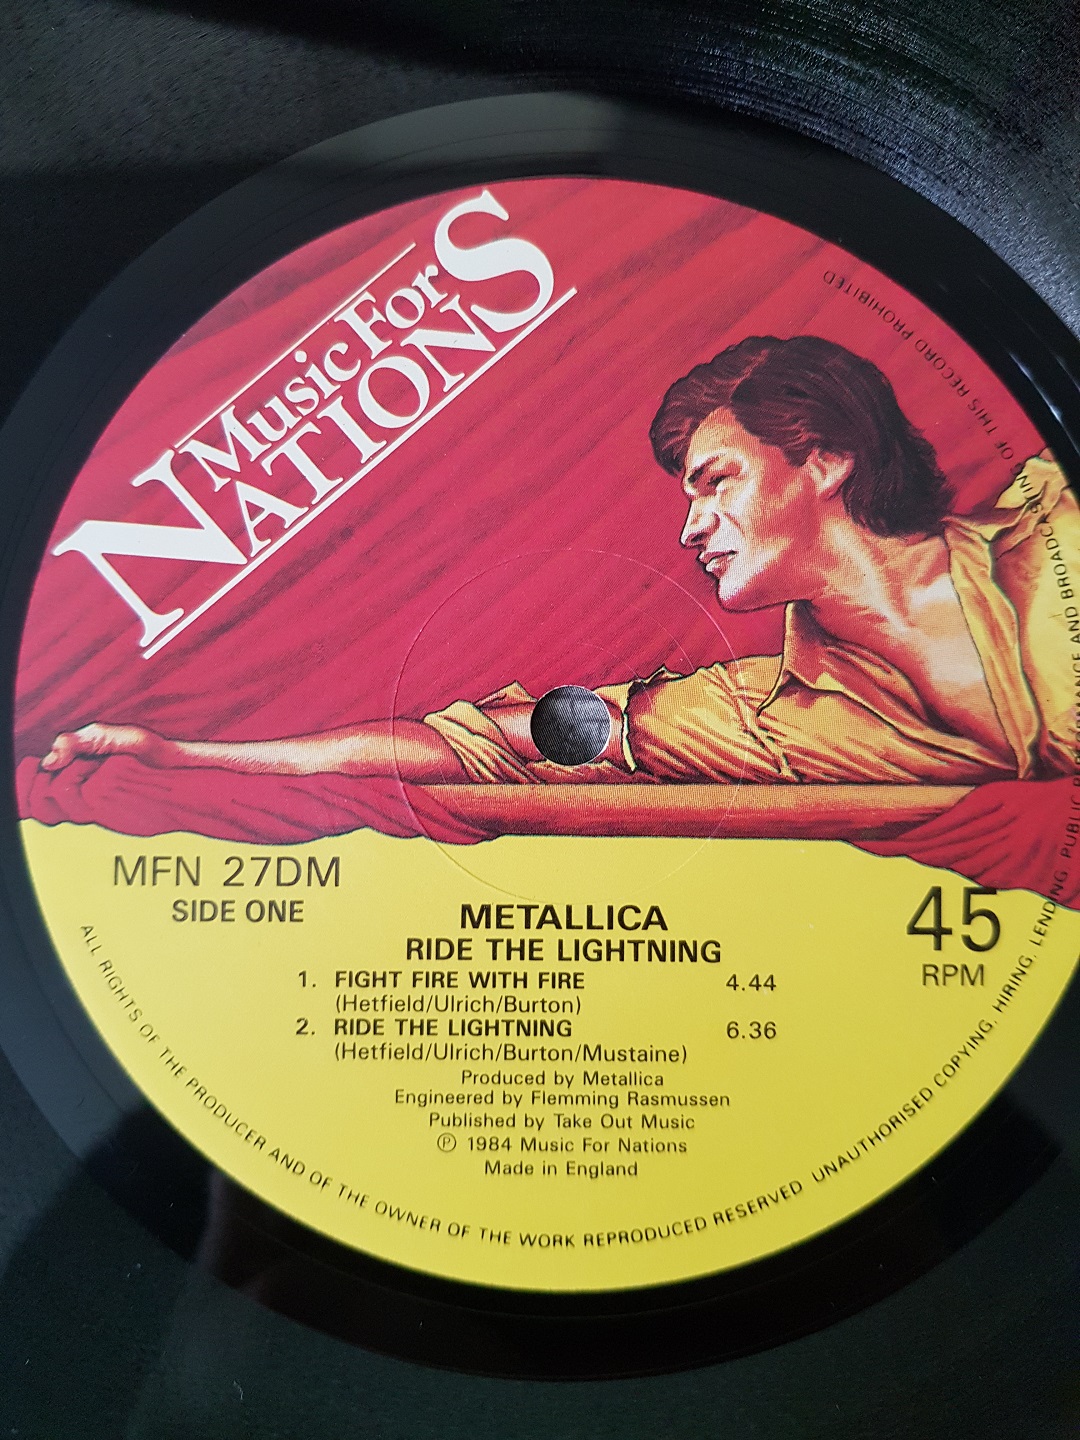 Music For
NATIONS
MFN 27DM
SIDE ONE
45
RPM
METALLICA
RIDE THE LIGHTNING
1. FIGHT FIRE WITH FIRE 4.44
(Hetfield/Ulrich/Burton)
2. RIDE THE LIGHTNING 6.36
(Hetfield/Ulrich/Burton/Mustaine)
Produced by Metallica
Engineered by Flemming Rasmussen
Published by Take Out Music
℗ 1984 Music For Nations
Made in England
ALL RIGHTS OF THE PRODUCER AND OF THE OWNER OF THE WORK REPRODUCED RESERVED UNAUTHORISED COPYING, HIRING, LENDING, PUBLIC PERFORMANCE AND BROADCASTING OF THIS RECORD PROHIBITED